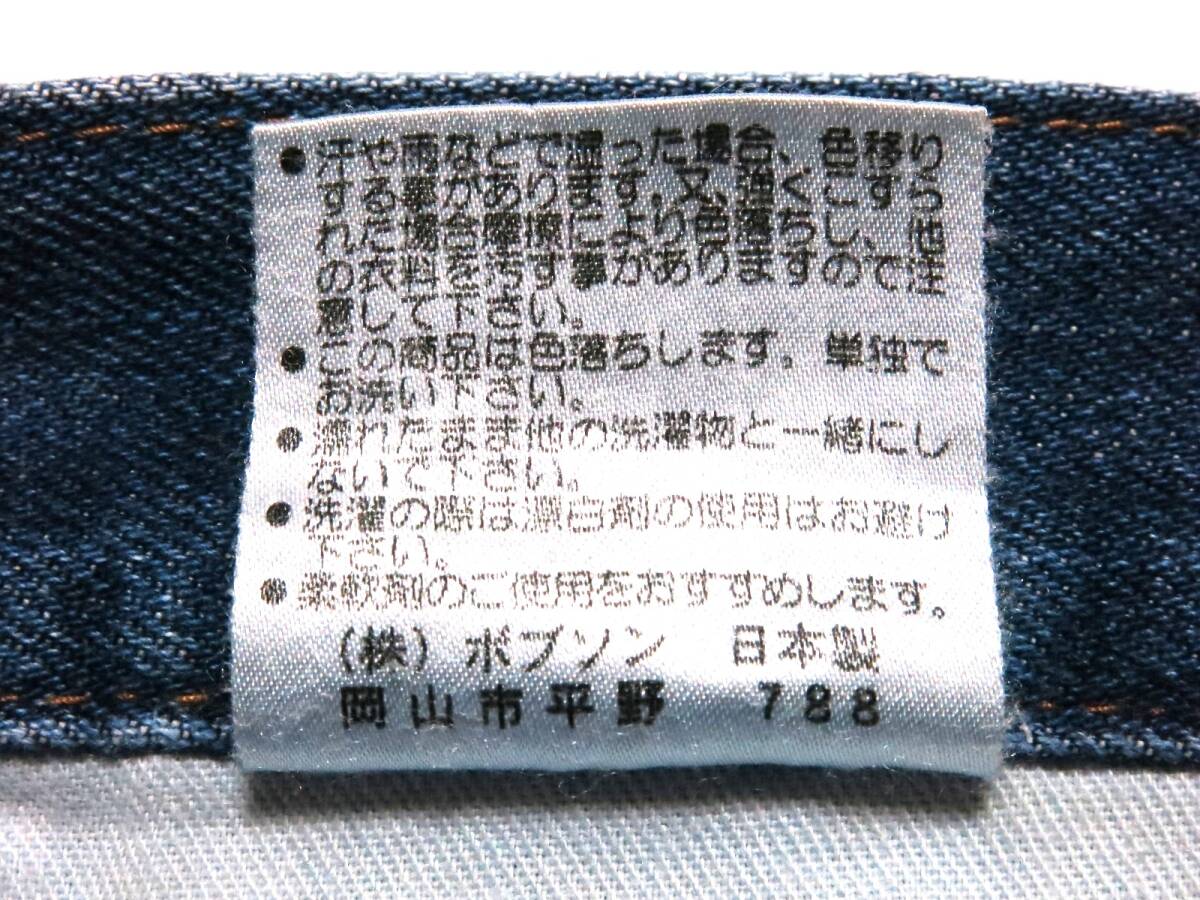 ●汗や雨などで湿った場合、色移り
する事があります。又、強くこすら
れた場合摩擦により色落ちし、他
の衣料を汚す事がありますので注
意して下さい。
●この商品は色落ちします。単独で
お洗い下さい。
●濡れたまま他の洗濯物と一緒にし
ないで下さい。
●洗濯の際は漂白剤の使用はお避け
下さい。
●柔軟剤のご使用をおすすめします。
(株)ボブソン 日本製
岡山市平野 788